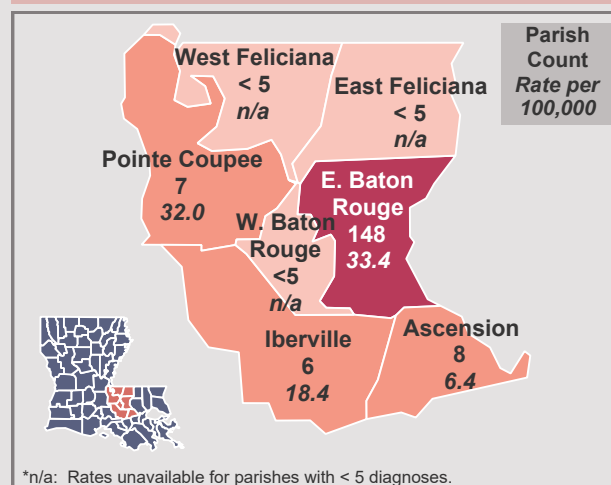 Parish
Count
Rate per
100,000
West Feliciana
< 5
n/a
East Feliciana
< 5
n/a
Pointe Coupee
7
32.0
E. Baton
Rouge
148
33.4
W. Baton
Rouge
<5
n/a
Iberville
6
18.4
Ascension
8
6.4
*n/a: Rates unavailable for parishes with < 5 diagnoses.